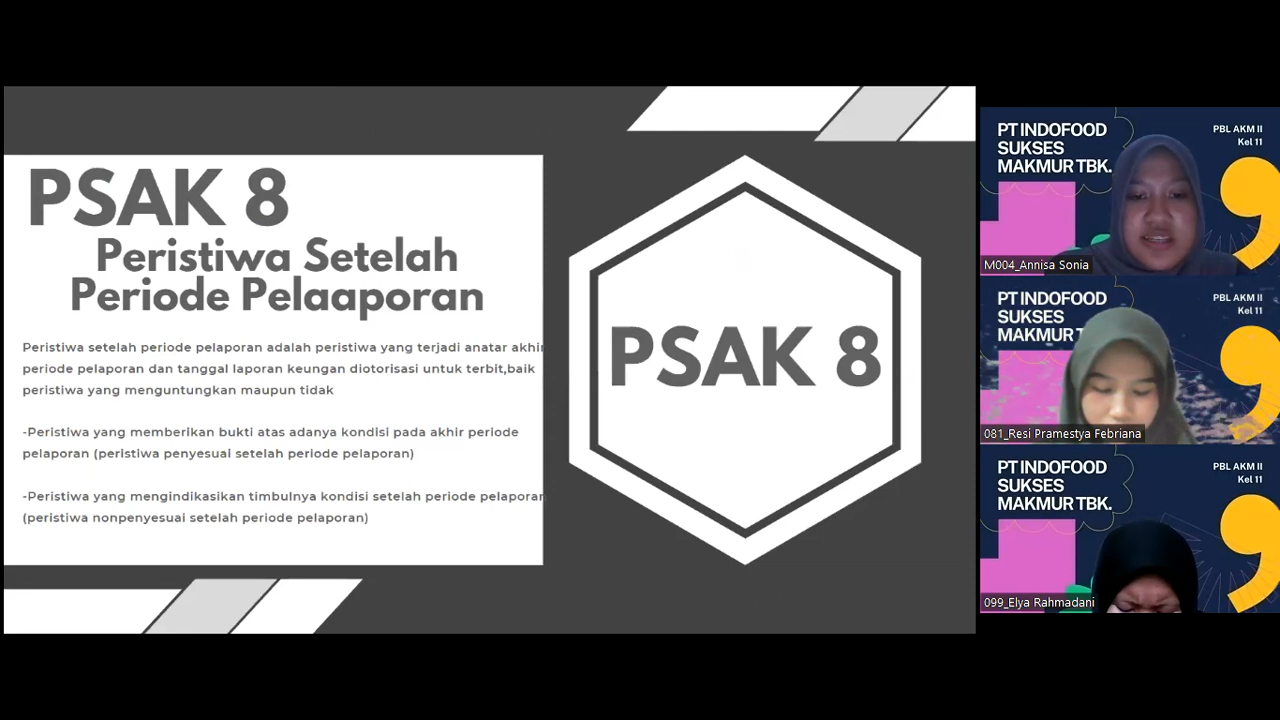 PSAK 8
Peristiwa Setelah
Periode Pelaaporan
Peristiwa setelah periode pelaporan adalah peristiwa yang terjadi anatar akhir
periode pelaporan dan tanggal laporan keungan diotorisasi untuk terbit,baik
peristiwa yang menguntungkan maupun tidak
-Peristiwa yang memberikan bukti atas adanya kondisi pada akhir periode
pelaporan (peristiwa penyesuai setelah periode pelaporan)
-Peristiwa yang mengindikasikan timbulnya kondisi setelah periode pelaporan
(peristiwa nonpenyesuai setelah periode pelaporan)
PSAK 8
PT INDOFOOD
SUKSES
MAKMUR TBK.
PBL AKM II
Kel 11
M004_Annisa Sonia
PT INDOFOOD
SUKSES
MAKMUR
PBL AKM II
Kel 11
081_Resi Pramestya Febriana
PT INDOFOOD
SUKSES
MAKMUR TBK.
PBL AKM II
Kel 11
099_Elya Rahmadani